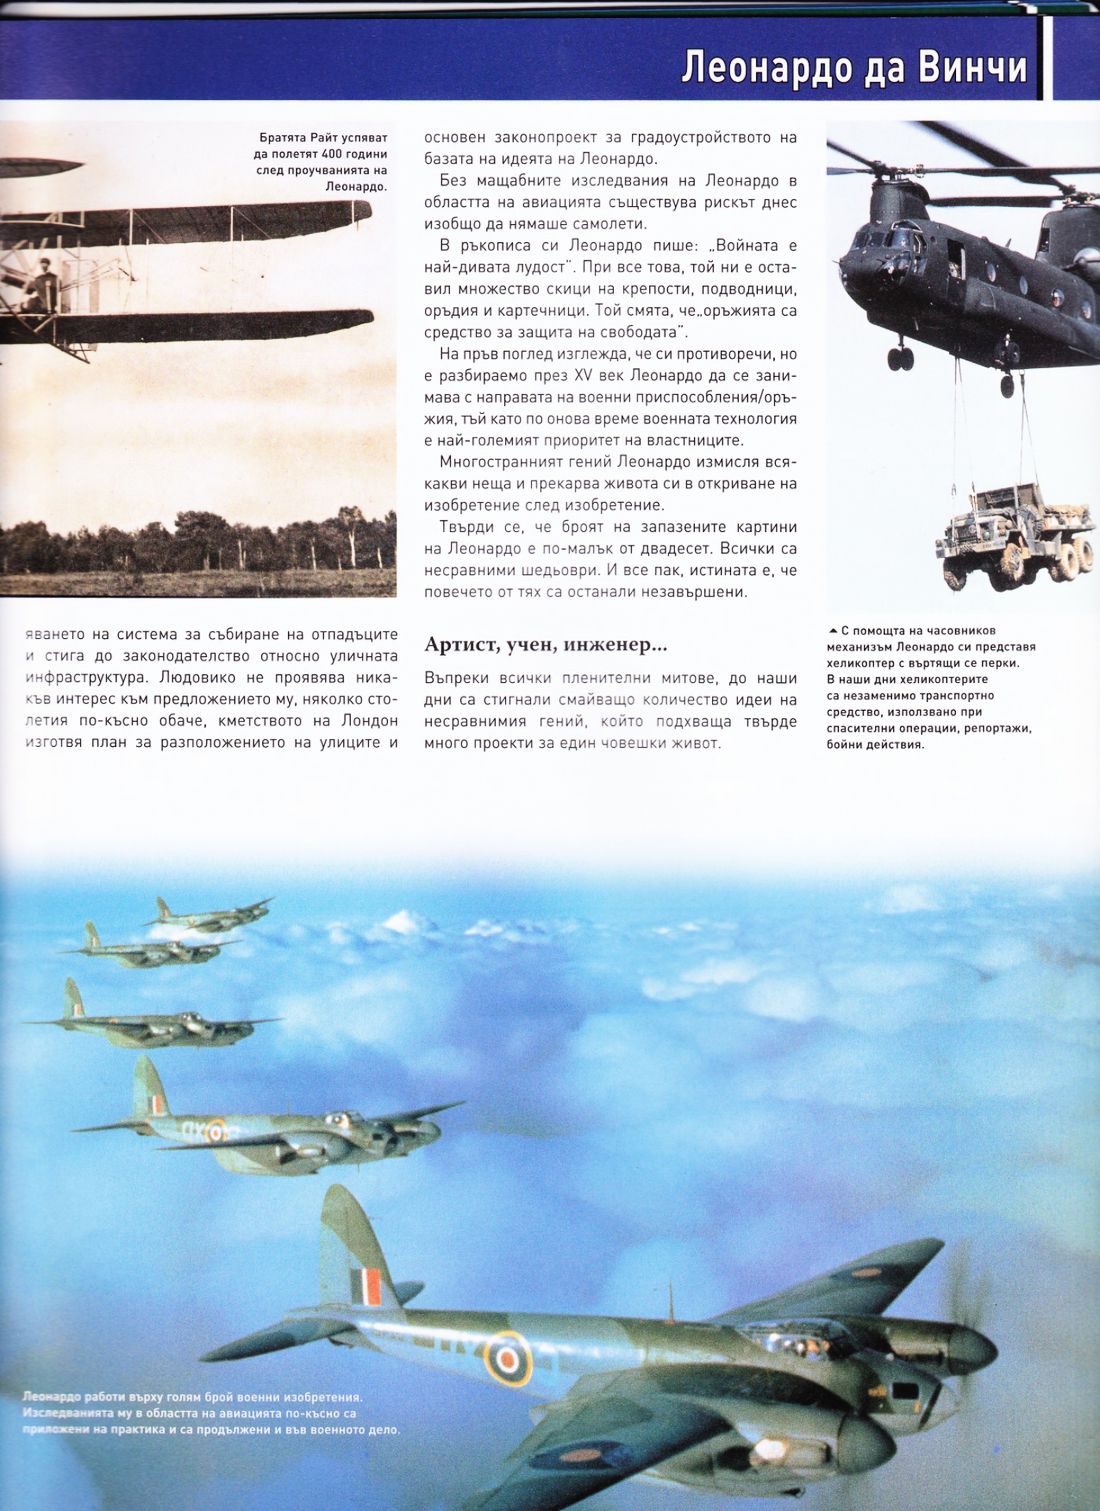 Леонардо да Винчи
Братята Райт успяват
да полетят 400 години
след проучванията на
Леонардо.
яването на система за събиране на отпадъците
и стига до законодателство относно уличната
инфраструктура. Людовико не проявява ника-
къв интерес към предложението му, няколко сто-
летия по-късно обаче, кметството на Лондон
изготвя план за разположението на улиците и
основен законопроект за градоустройството на
базата на идеята на Леонардо.
Без мащабните изследвания на Леонардо в
областта на авиацията съществува рискът днес
изобщо да нямаше самолети.
В ръкописа си Леонардо пише: „Войната е
най-дивата лудост". При все това, той ни е оста-
вил множество скици на крепости, подводници,
оръдия и картечници. Той смята, че„оръжията са
средство за защита на свободата".
На пръв поглед изглежда, че си противоречи, но
е разбираемо през XV век Леонардо да се зани-
мава с направата на военни приспособления/оръ-
жия, тъй като по онова време военната технология
е най-големият приоритет на властниците.
Многостранният гений Леонардо измисля вся-
какви неща и прекарва живота си в откриване на
изобретение след изобретение.
Твърди се, че броят на запазените картини
на Леонардо е по-малък от двадесет. Всички са
несравними шедьоври. И все пак, истината е, че
повечето от тях са останали незавършени.
Артист, учен, инженер...
Въпреки всички пленителни митове, до наши
дни са стигнали смайващо количество идеи на
несравнимия гений, който подхваща твърде
много проекти за един човешки живот.
С помощта на часовников
механизъм Леонардо си представя
хеликоптер с въртящи се перки.
В наши дни хеликоптерите
са незаменимо транспортно
средство, използвано при
спасителни операции, репортажи,
бойни действия.
Леонардо работи върху голям брой военни изобретения.
Изследванията му в областта на авиацията по-късно са
приложени на практика и са продължени и във военното дело.